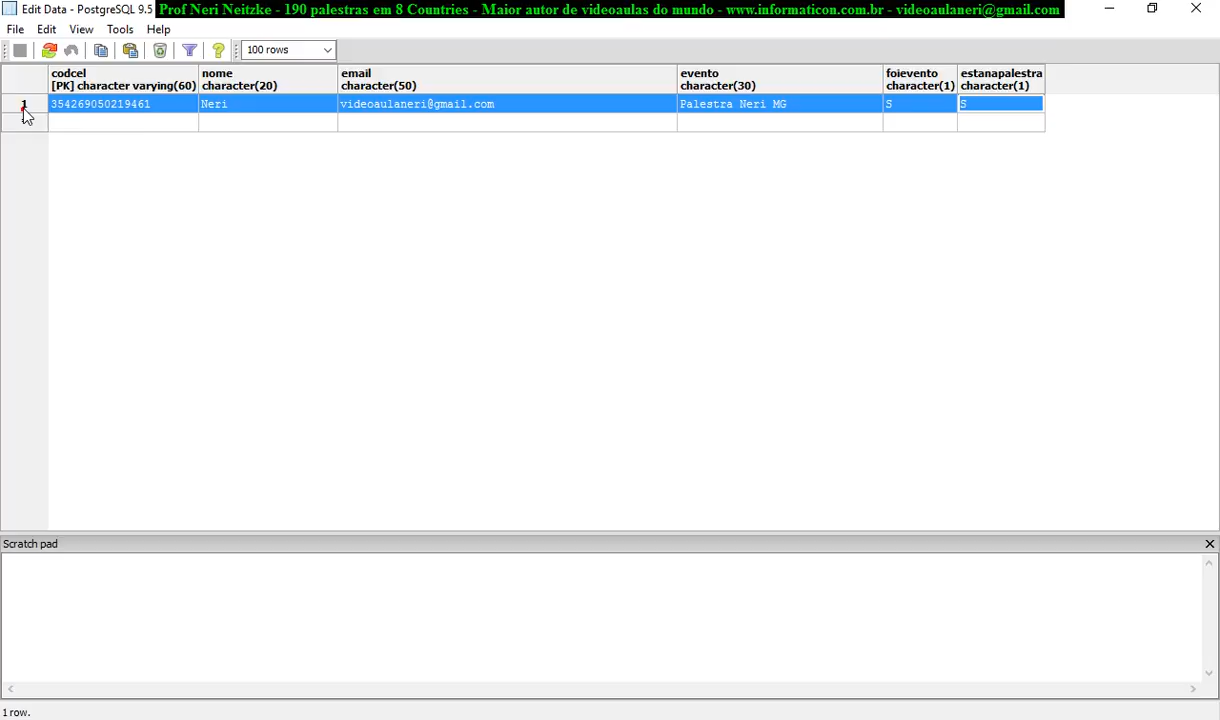 Edit Data - PostgreSQL 9.5 Prof Neri Neitzke - 190 palestras em 8 Countries - Maior autor de videoaulas do mundo - www.informaticon.com.br - videoaulaneri@gmail.com
File Edit View Tools Help
100 rows
codcel nome email evento foievento estanapalestra
[PK] character varying(60) character(20) character(50) character(30) character(1) character(1)
1 354269050219461 Neri videoaulaneri@gmail.com Palestra Neri MG S S
Scratch pad
1 row.